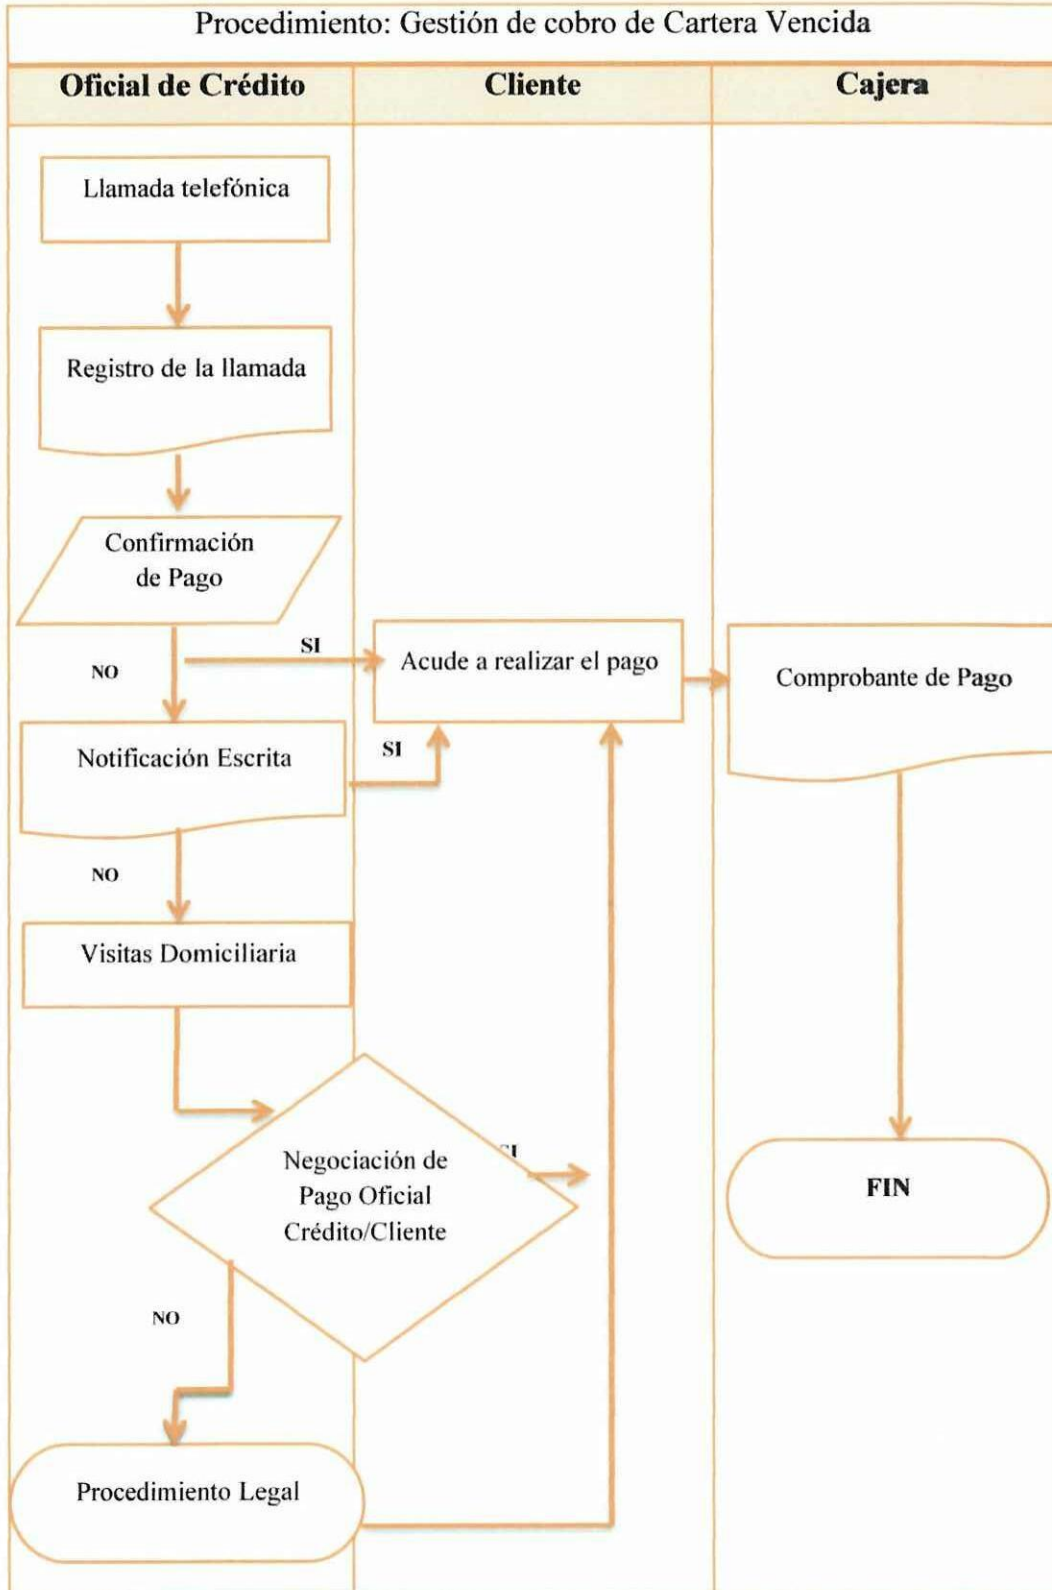 Procedimiento: Gestión de cobro de Cartera Vencida
Oficial de Crédito
Cliente
Cajera
Llamada telefónica
Registro de la llamada
Confirmación
de Pago
SI
NO
Acude a realizar el pago
Comprobante de Pago
Notificación Escrita
SI
NO
Visitas Domiciliaria
Negociación de
Pago Oficial
Crédito/Cliente
SI
FIN
NO
Procedimiento Legal